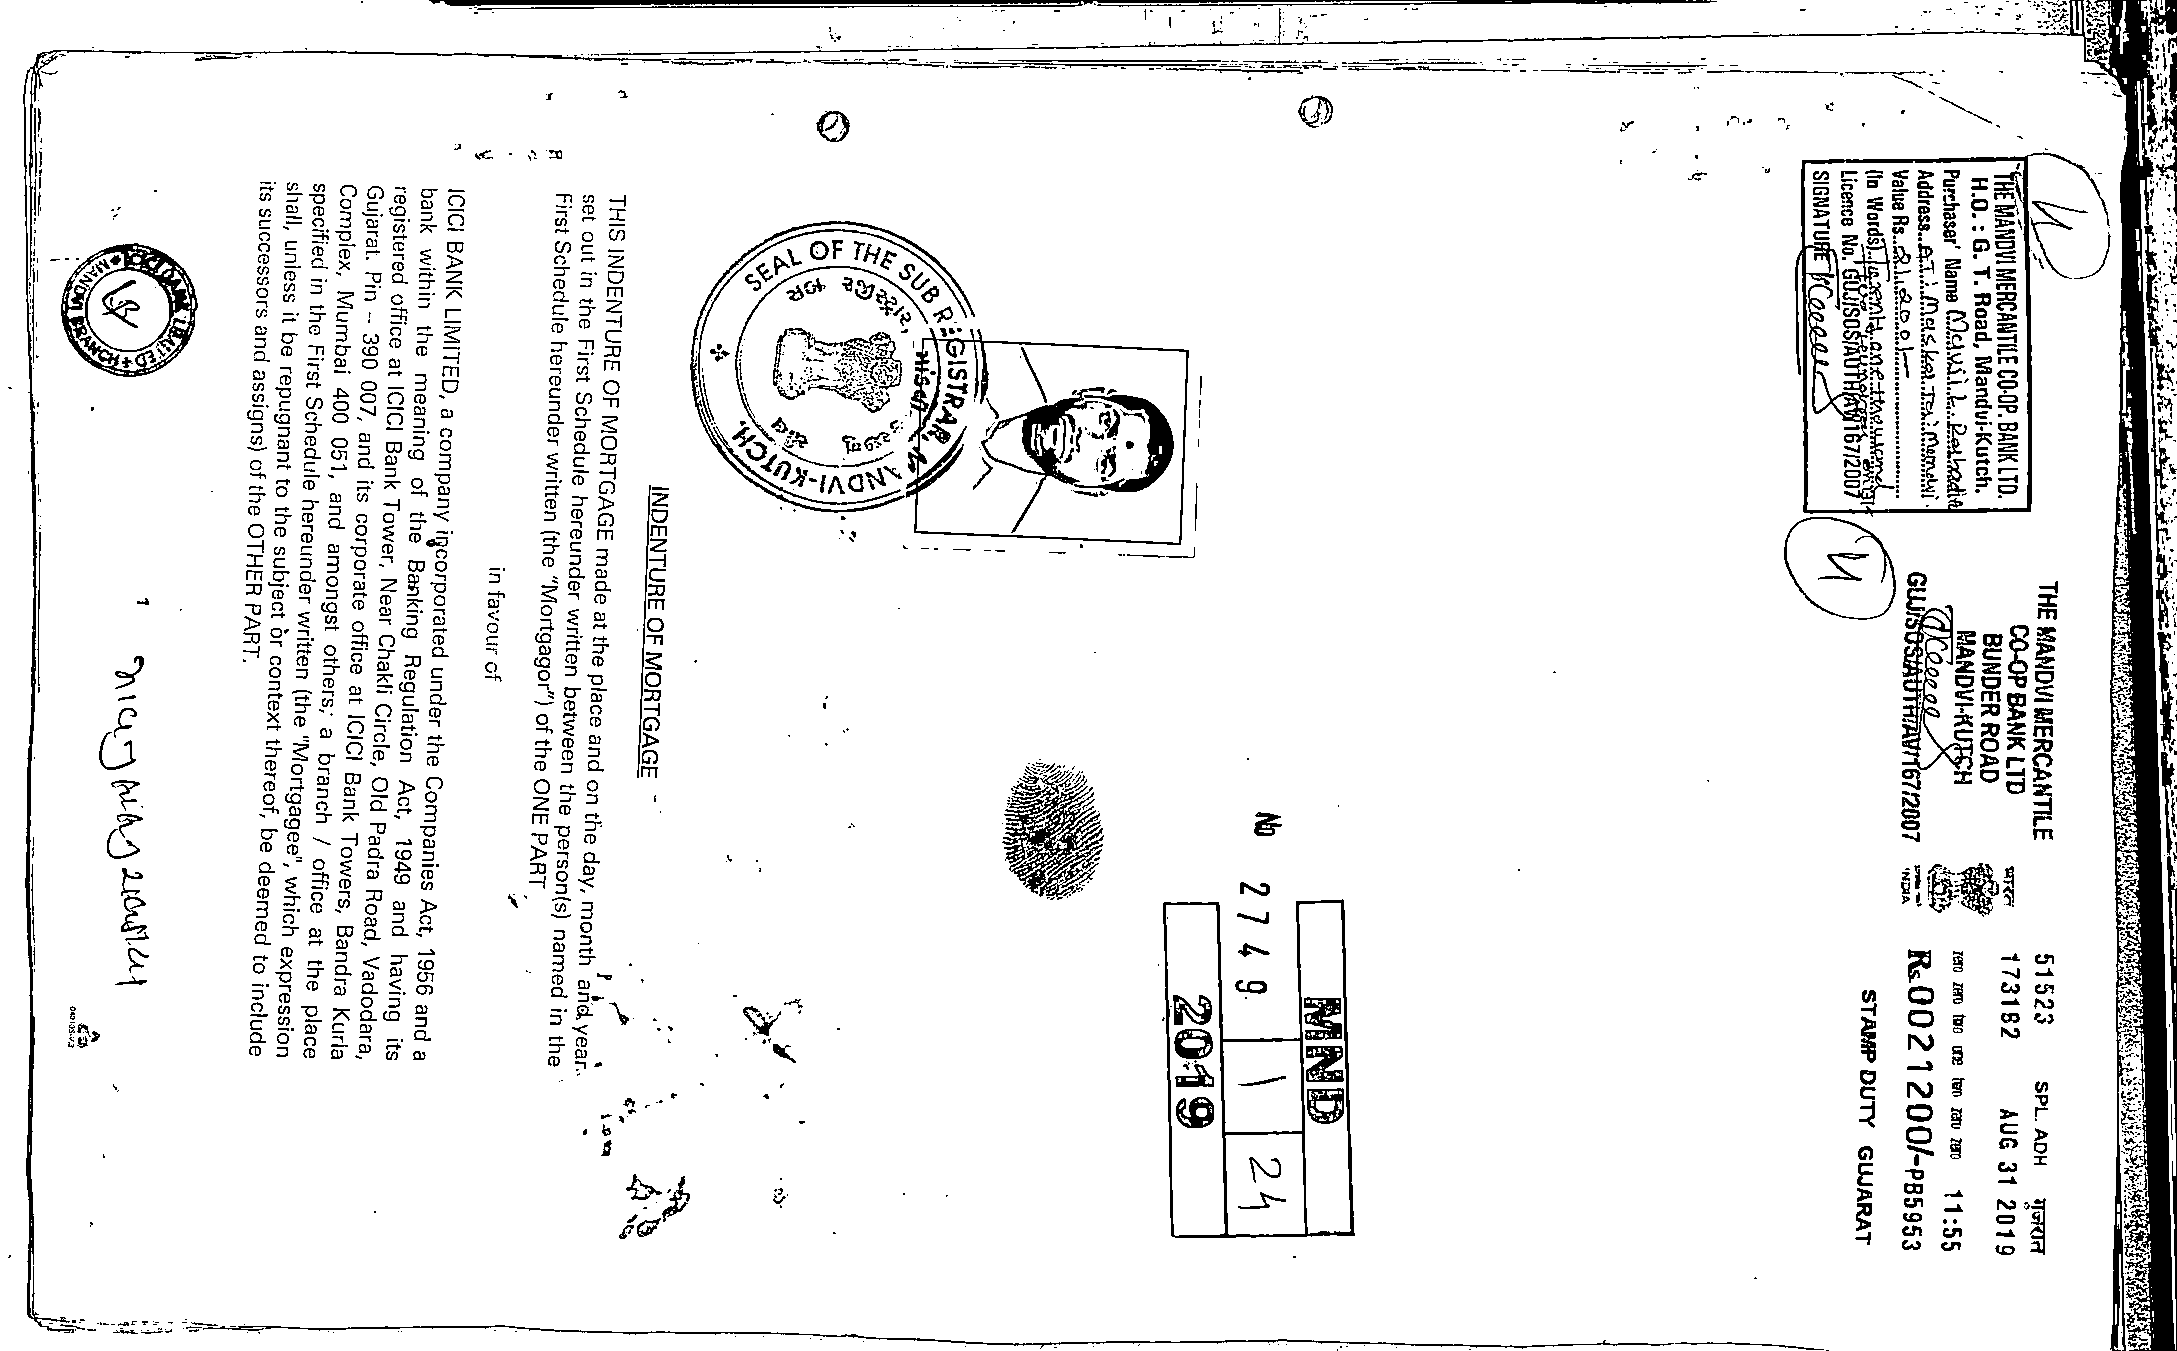 THE MANDVI MERCANTILE CO-OP. BANK LTD.
H.O. : G. T. Road, Mandvi-Kutch.
Purchaser' Name
Address
Value Rs. 21200/-
(In Words)
Licence No. GUJ/SOS/AUTH/AV/167/2007
SIGNATURE
THE MANDVI MERCANTILE
CO-OP BANK LTD
BUNDER ROAD
MANDVI-KUTCH
GUJ/SOS/AUTH/AV/167/2007
भारत
INDIA
51523 SPL. ADH गुजरात
173182 AUG 31 2019
zero zero two one two zero zero 11:55
Rs.0021200/-PB5953
STAMP DUTY GUJARAT
MND
No 2749 1 24
2019
SEAL OF THE SUB REGISTRAR, MANDVI-KUTCH.
INDENTURE OF MORTGAGE
THIS INDENTURE OF MORTGAGE made at the place and on the day, month and year
set out in the First Schedule hereunder written between the person(s) named in the
First Schedule hereunder written (the "Mortgagor") of the ONE PART
in favour of
ICICI BANK LIMITED, a company incorporated under the Companies Act, 1956 and a
bank within the meaning of the Banking Regulation Act, 1949 and having its
registered office at ICICI Bank Tower, Near Chakli Circle, Old Padra Road, Vadodara,
Gujarat. Pin – 390 007, and its corporate office at ICICI Bank Towers, Bandra Kurla
Complex, Mumbai 400 051, and amongst others, a branch / office at the place
specified in the First Schedule hereunder written (the "Mortgagee", which expression
shall, unless it be repugnant to the subject or context thereof, be deemed to include
its successors and assigns) of the OTHER PART.
ICICI BANK LIMITED
MANDVI BRANCH
1